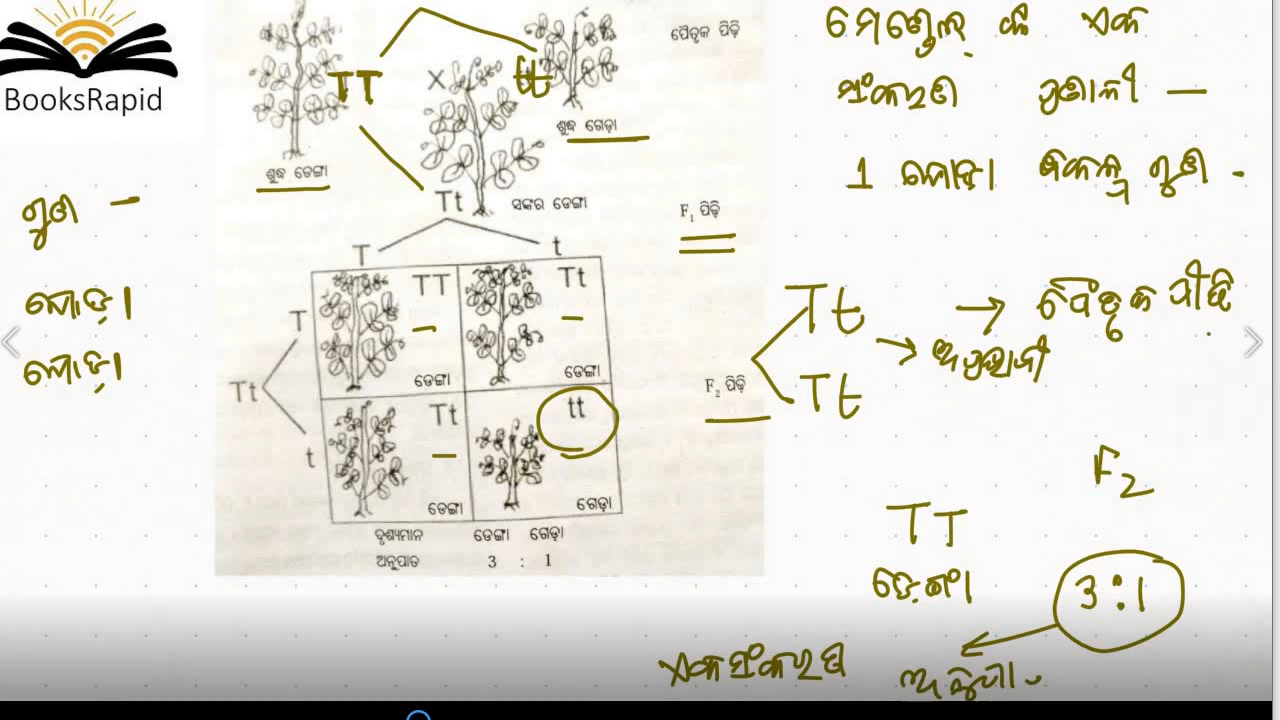 BooksRapid
TT
X
tt
ପୈତୃକ ପିଢ଼ି
ଶୁଦ୍ଧ ଡେଙ୍ଗା
ଶୁଦ୍ଧ ଗେଡ଼ା
Tt
ସଙ୍କର ଡେଙ୍ଗା
F1 ପିଢ଼ି
T
t
TT
Tt
T
ଡେଙ୍ଗା
ଡେଙ୍ଗା
Tt
F2 ପିଢ଼ି
Tt
tt
t
ଡେଙ୍ଗା
ଗେଡ଼ା
ଦୃଶ୍ୟମାନ ଡେଙ୍ଗା ଗେଡ଼ା
ଅନୁପାତ 3 : 1
ଗୁଣ –
ଲୋଡ଼ା
ଲୋଡ଼ା
ମେଣ୍ଡେଲ୍ ଙ୍କ ଏକ
ସଂକରଣ ପ୍ରଣାଳୀ —
1 ଯୋଡ଼ା ବିକଳ୍ପ ଗୁଣ -
Tt
Tt
F2
TT
3:1
ଏକସଂକରଣ